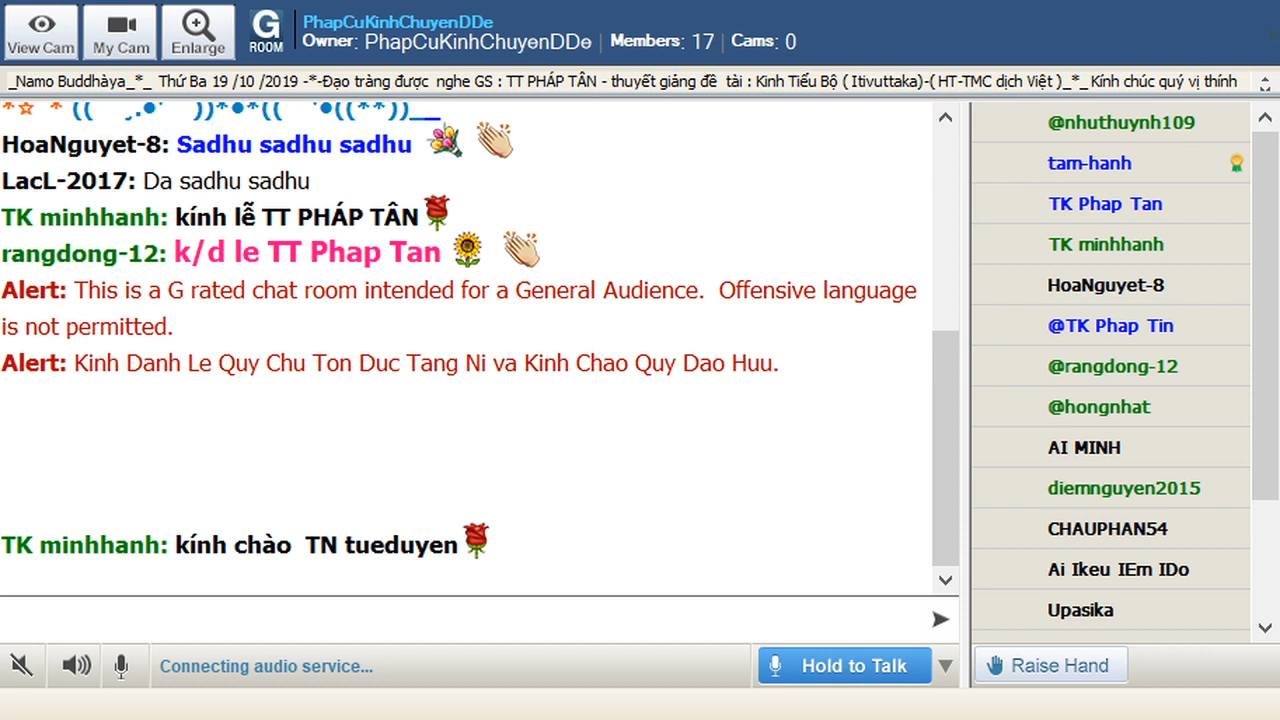 View Cam
My Cam
Enlarge
G
ROOM
PhapCuKinhChuyenDDe
Owner: PhapCuKinhChuyenDDe | Members: 17 | Cams: 0
_Namo Buddhàya_*_ Thứ Ba 19 /10 /2019 -*-Đạo tràng được nghe GS : TT PHÁP TÂN - thuyết giảng đề tài : Kinh Tiểu Bộ ( Itivuttaka)-( HT-TMC dịch Việt )_*_ Kính chúc quý vị thính
HoaNguyet-8: Sadhu sadhu sadhu
LacL-2017: Da sadhu sadhu
TK minhhanh: kính lễ TT PHÁP TÂN
rangdong-12: k/d le TT Phap Tan
Alert: This is a G rated chat room intended for a General Audience. Offensive language
is not permitted.
Alert: Kinh Danh Le Quy Chu Ton Duc Tang Ni va Kinh Chao Quy Dao Huu.
TK minhhanh: kính chào TN tueduyen
@nhuthuynh109
tam-hanh
TK Phap Tan
TK minhhanh
HoaNguyet-8
@TK Phap Tin
@rangdong-12
@hongnhat
AI MINH
diemnguyen2015
CHAUPHAN54
Ai Ikeu IEm IDo
Upasika
Connecting audio service...
Hold to Talk
Raise Hand